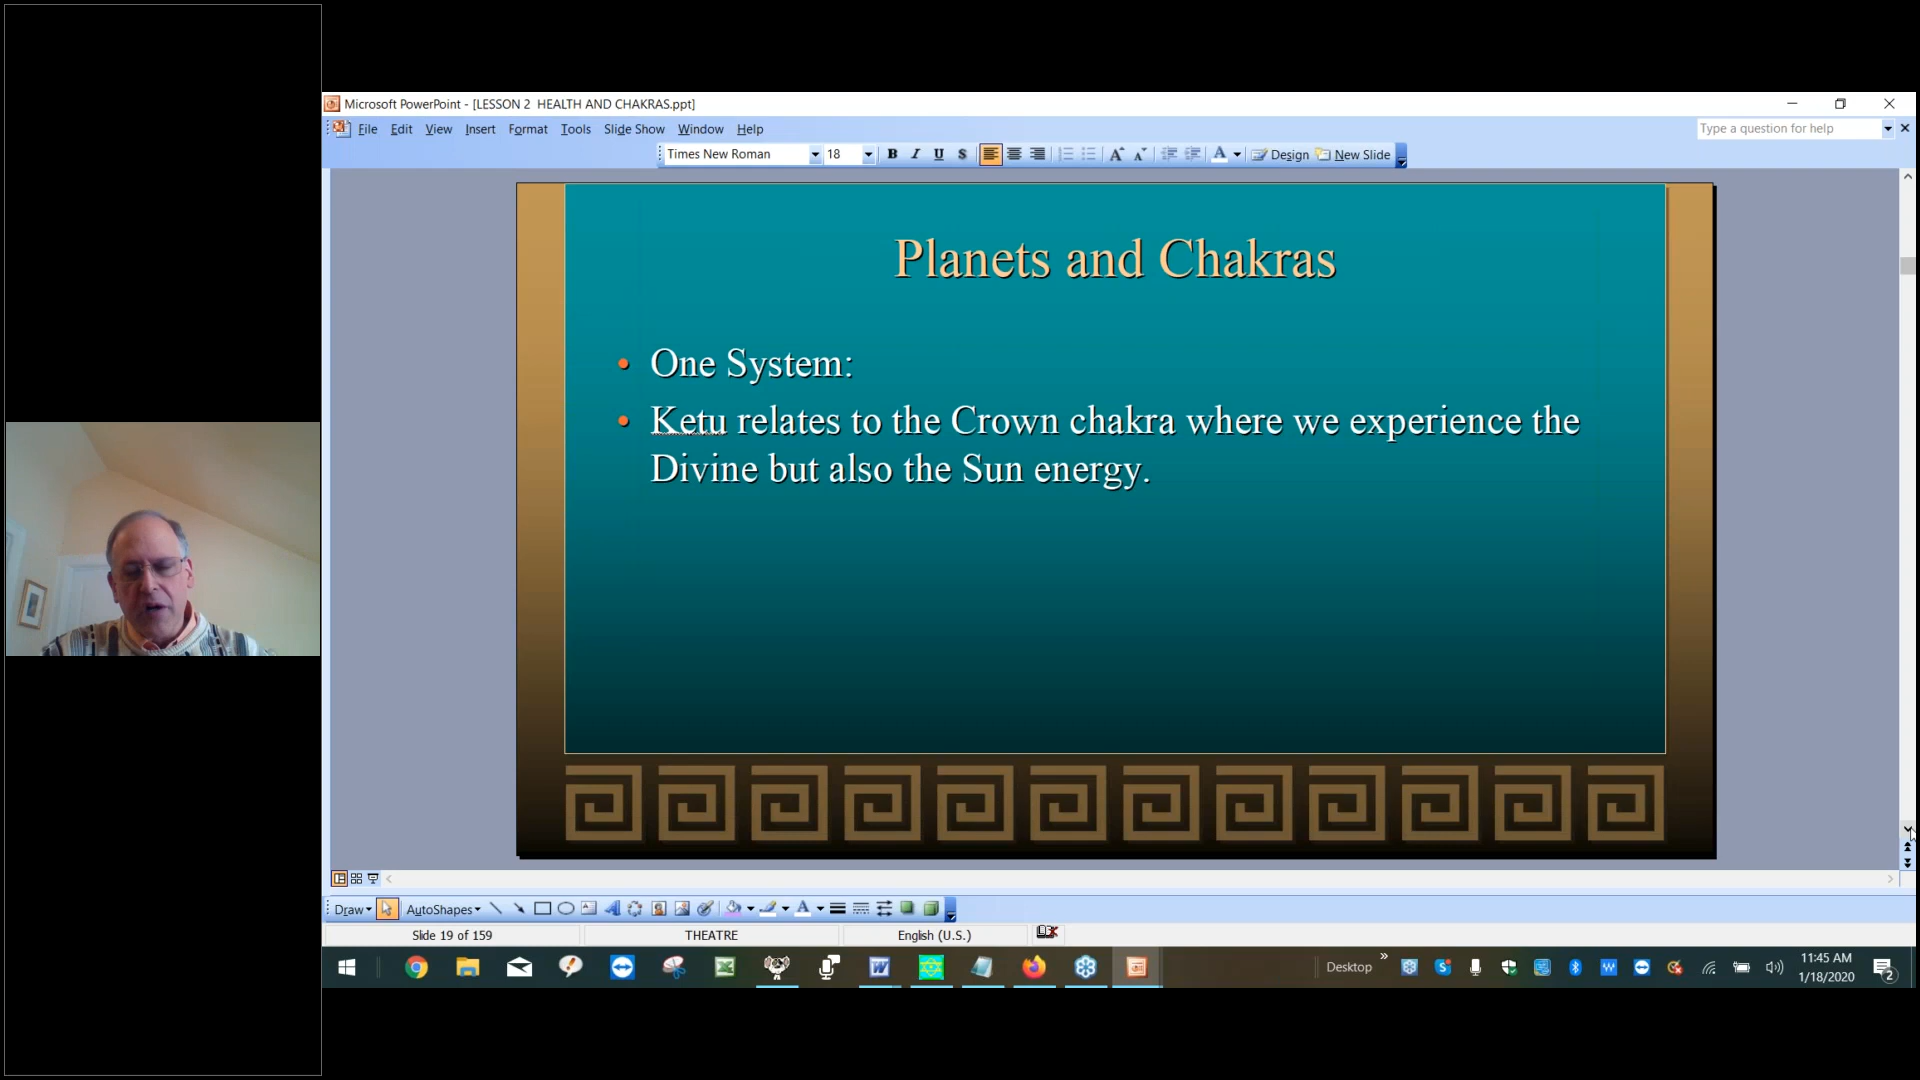 Microsoft PowerPoint - [LESSON 2  HEALTH AND CHAKRAS.ppt]
File Edit View Insert Format Tools Slide Show Window Help
Type a question for help
Times New Roman 18 B I U S A A A Design New Slide
Planets and Chakras
• One System:
• Ketu relates to the Crown chakra where we experience the
Divine but also the Sun energy.
Draw AutoShapes A
Slide 19 of 159 THEATRE English (U.S.)
Desktop »
11:45 AM
1/18/2020
2